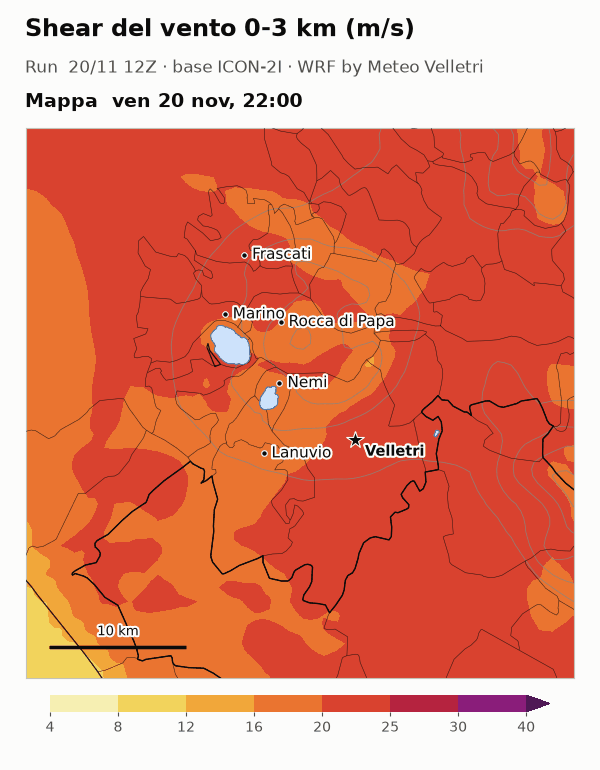 Shear del vento 0-3 km (m/s)
Run  20/11 12Z · base ICON-2I · WRF by Meteo Velletri
Mappa  ven 20 nov, 22:00
Frascati
Marino
Rocca di Papa
Nemi
Velletri
Lanuvio
10 km
4 8 12 16 20 25 30 40